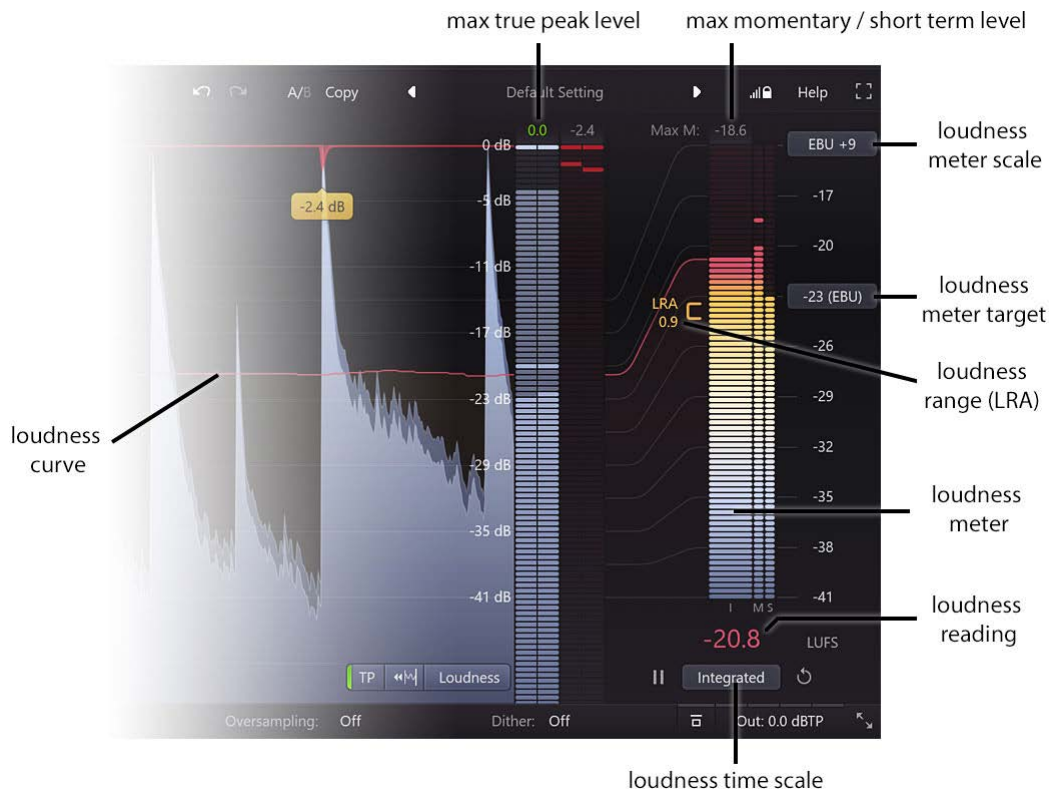 max true peak level
max momentary / short term level
A/B Copy Default Setting Help
0.0 -2.4 Max M: -18.6
0 dB
EBU +9
loudness
meter scale
-2.4 dB
-5 dB
-17
-11 dB
-20
LRA
0.9
-23 (EBU)
loudness
meter target
-17 dB
-26
loudness
range (LRA)
-23 dB
-29
loudness
curve
-29 dB
-32
-35 dB
-35
loudness
meter
-38
-41 dB
-41
I M S
loudness
reading
-20.8 LUFS
TP Loudness
Integrated
Oversampling: Off Dither: Off Out: 0.0 dBTP
loudness time scale